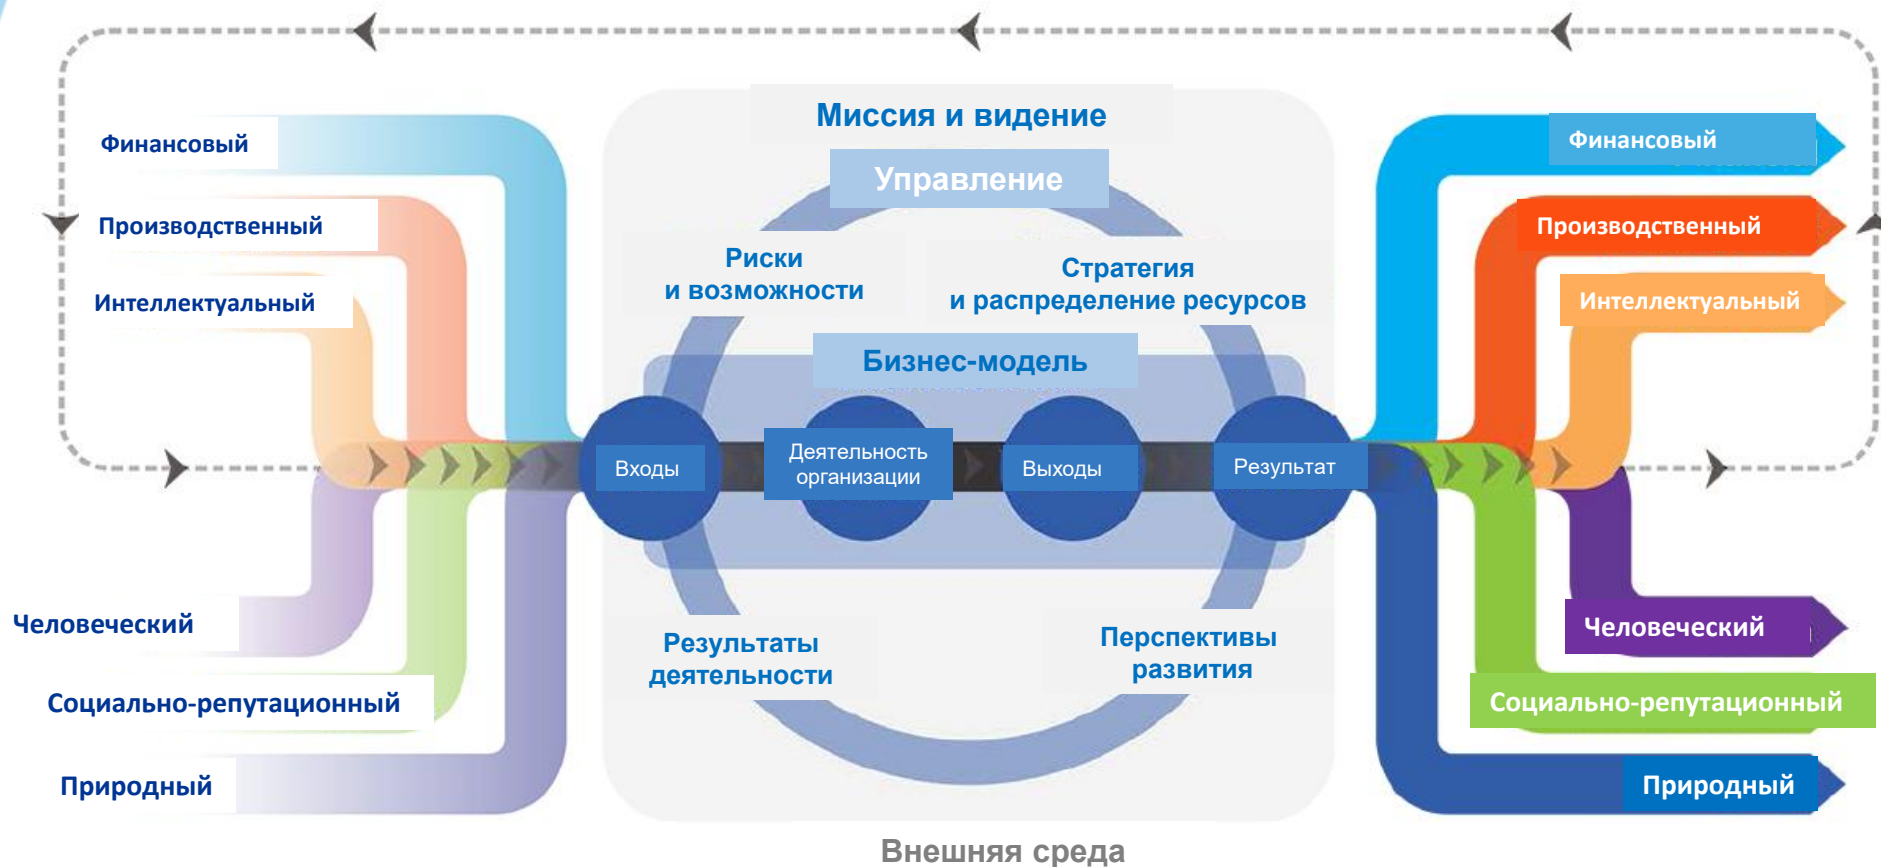 Финансовый
Производственный
Интеллектуальный
Человеческий
Социально-репутационный
Природный
Миссия и видение
Управление
Риски
и возможности
Стратегия
и распределение ресурсов
Бизнес-модель
Входы
Деятельность
организации
Выходы
Результат
Результаты
деятельности
Перспективы
развития
Внешняя среда
Финансовый
Производственный
Интеллектуальный
Человеческий
Социально-репутационный
Природный